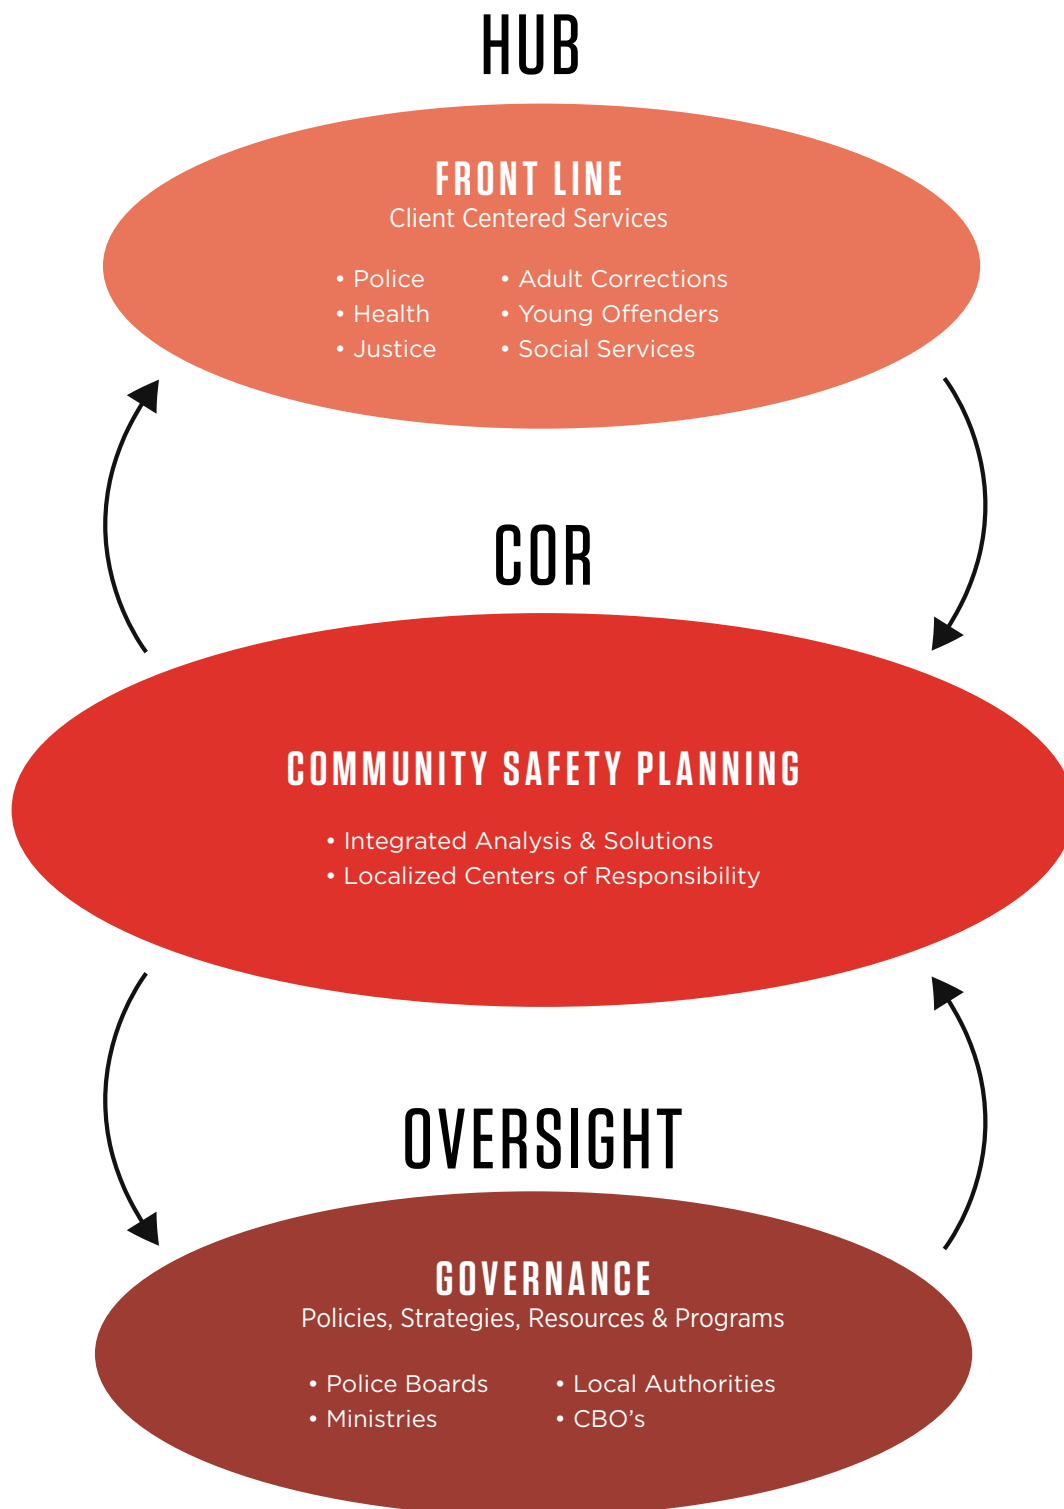 HUB
FRONT LINE
Client Centered Services
• Police
• Health
• Justice
• Adult Corrections
• Young Offenders
• Social Services
COR
COMMUNITY SAFETY PLANNING
• Integrated Analysis & Solutions
• Localized Centers of Responsibility
OVERSIGHT
GOVERNANCE
Policies, Strategies, Resources & Programs
• Police Boards
• Ministries
• Local Authorities
• CBO’s